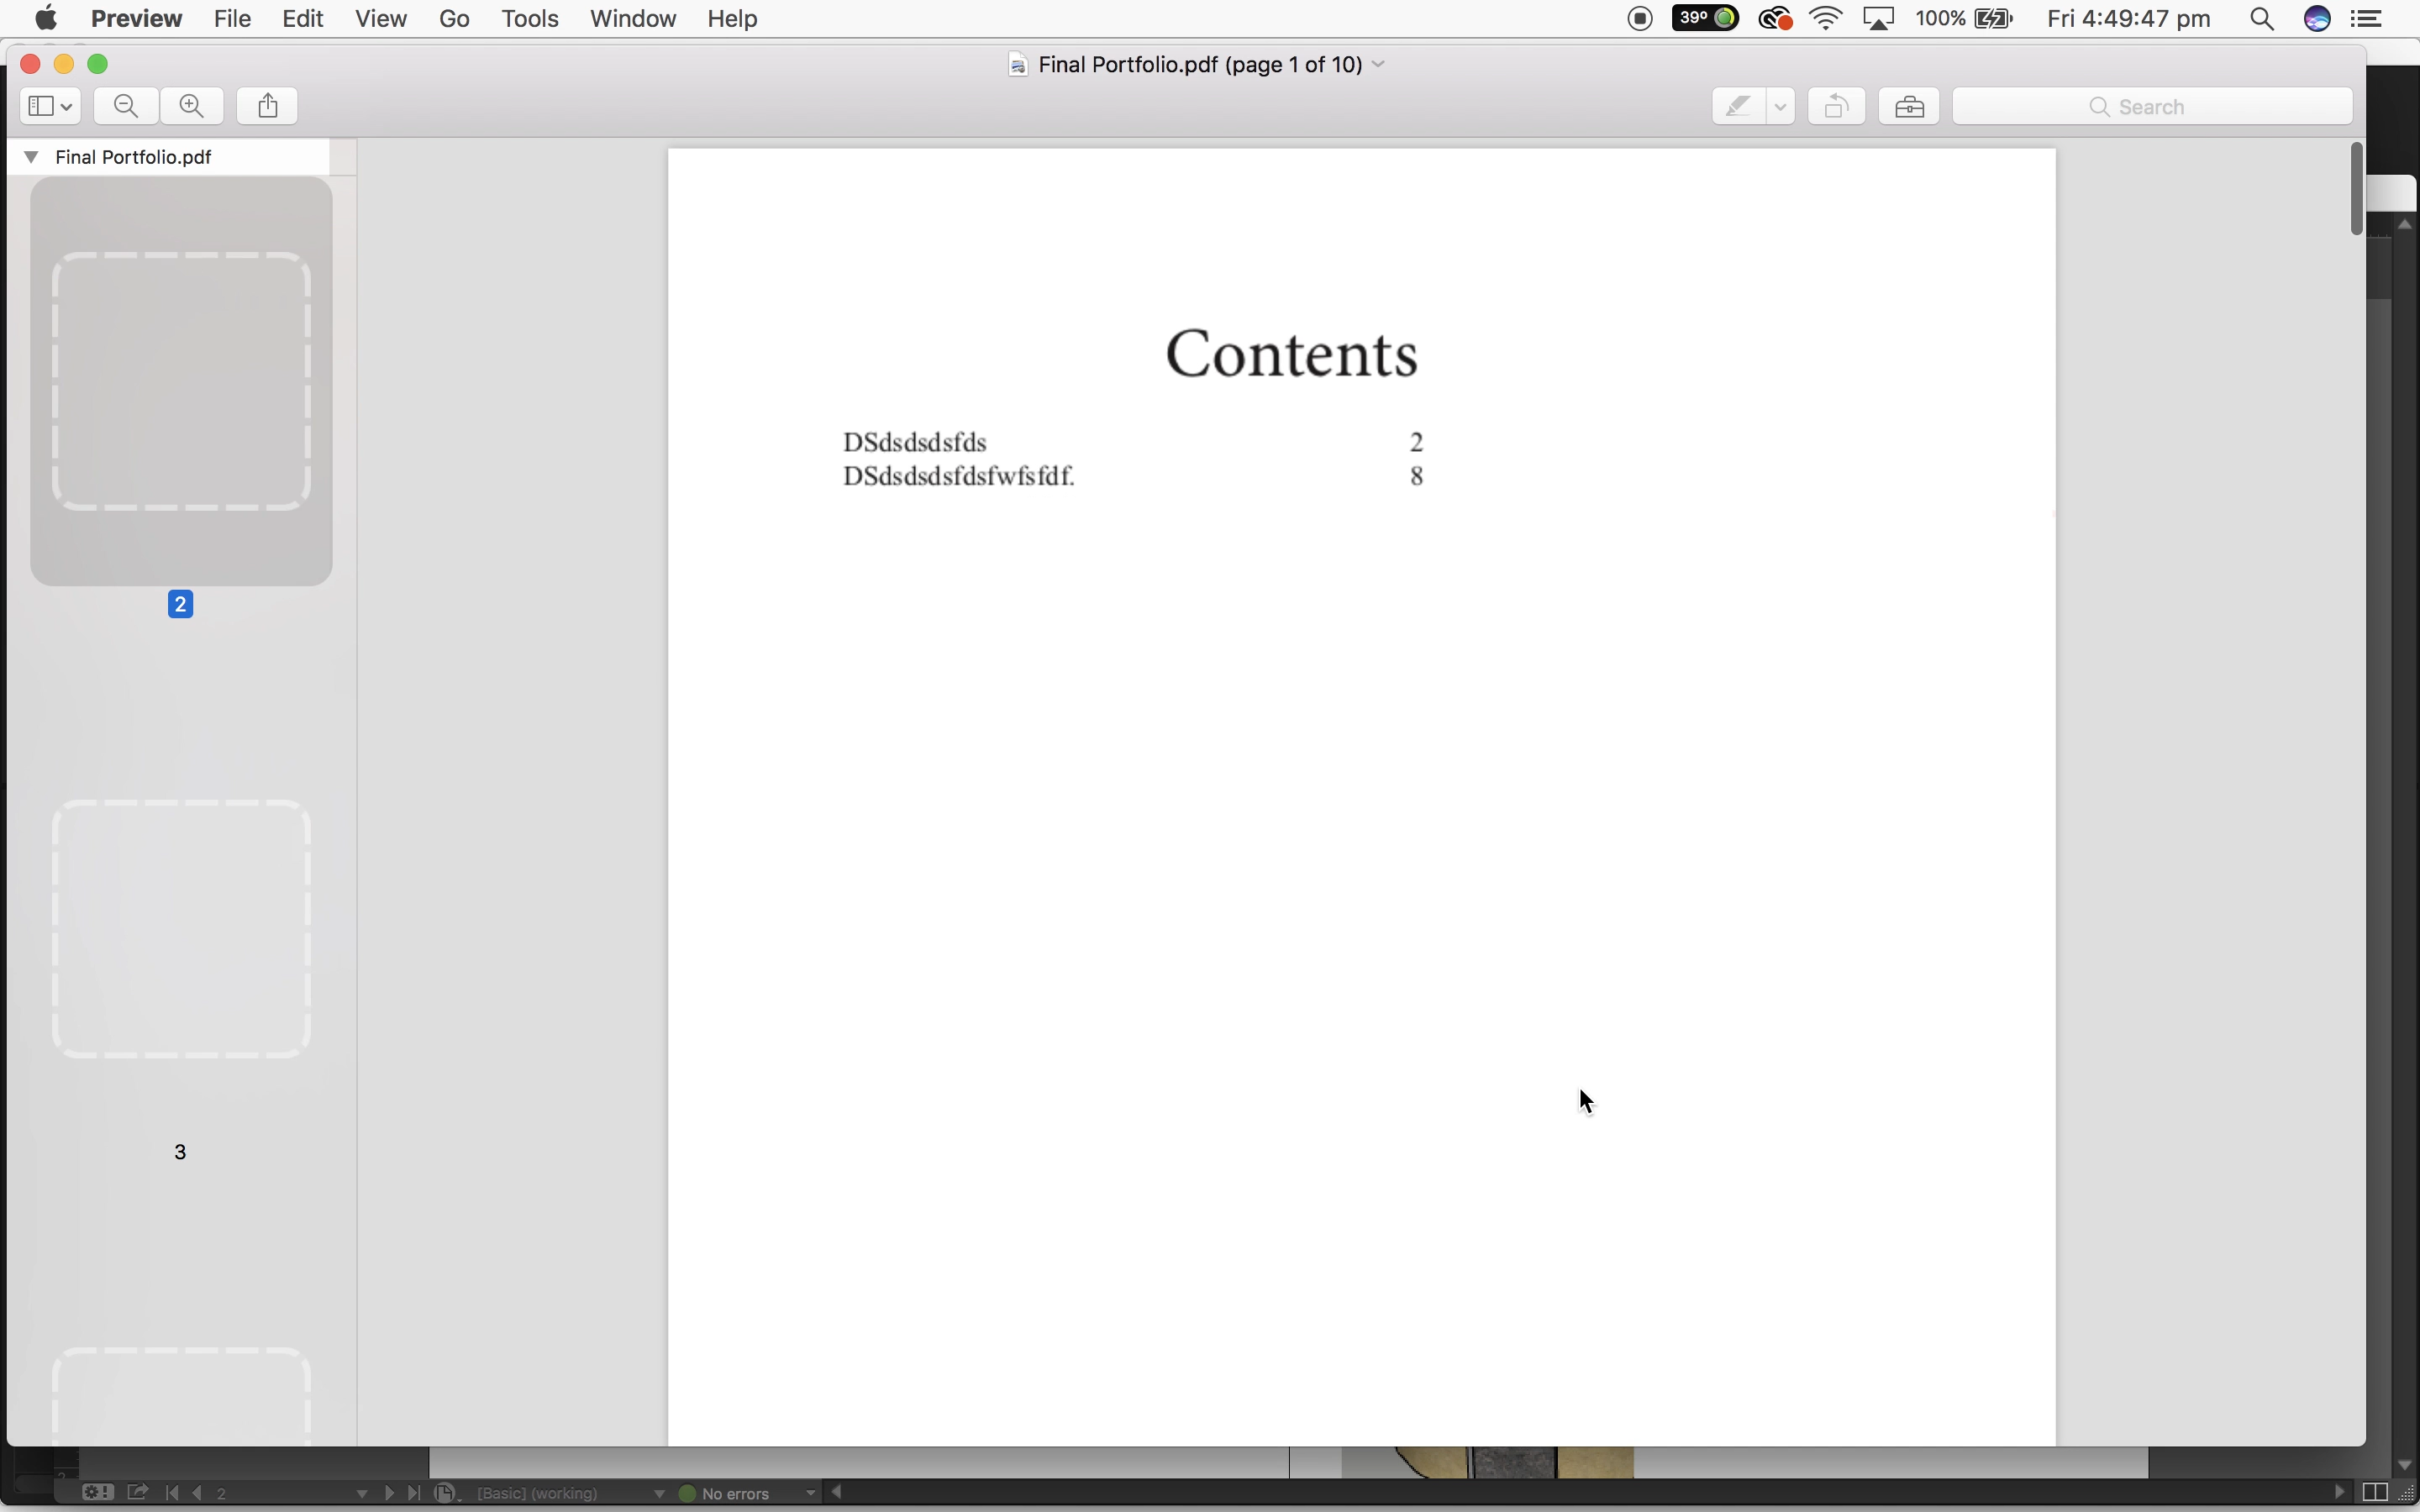 Preview File Edit View Go Tools Window Help 39° 100% Fri 4:49:47 pm
Final Portfolio.pdf (page 1 of 10)
Search
Final Portfolio.pdf
Contents
DSdsdsdsfds 2
DSdsdsdsfdsfwfsfdf. 8
2
3
2 [Basic] (working) No errors